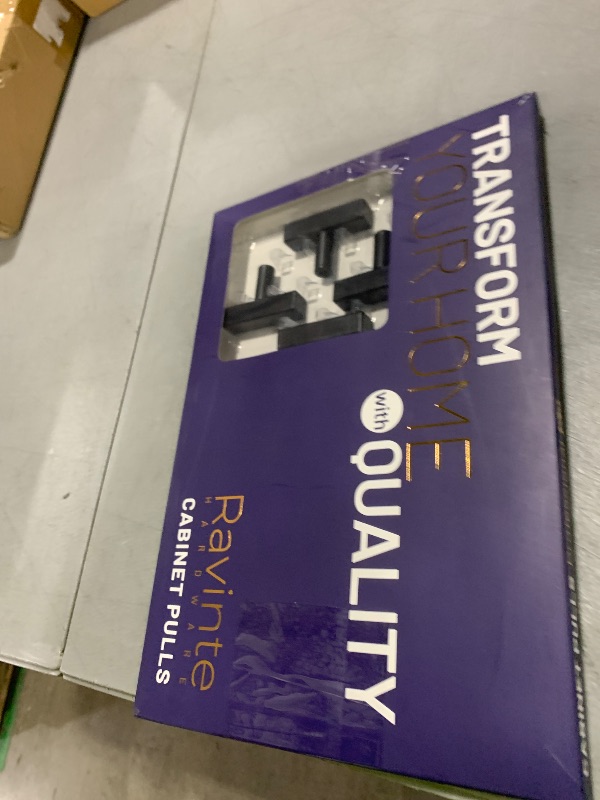 TRANSFORM
YOUR HOME
with QUALITY
Ravinte
HARDWARE
CABINET PULLS